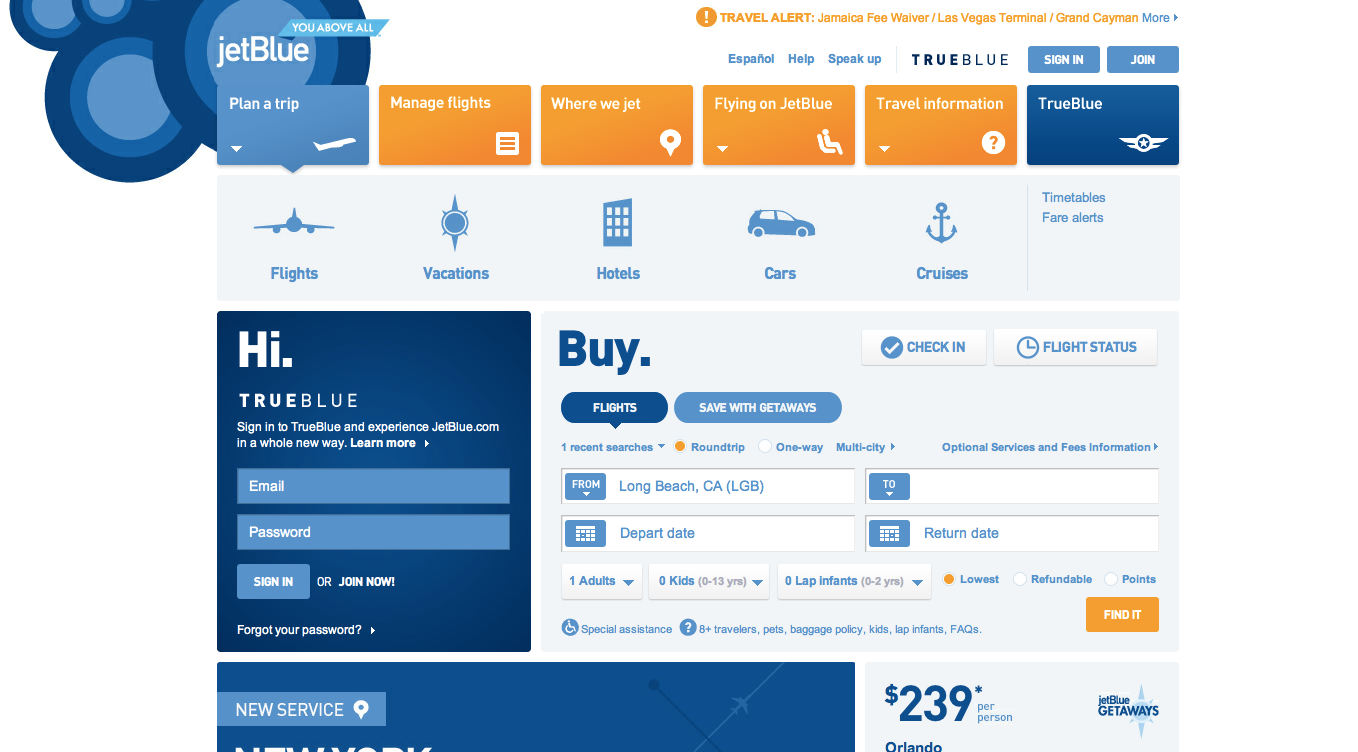 TRAVEL ALERT: Jamaica Fee Waiver / Las Vegas Terminal / Grand Cayman More
YOU ABOVE ALL
jetBlue
Español Help Speak up TRUEBLUE SIGN IN JOIN
Plan a trip Manage flights Where we jet Flying on JetBlue Travel information TrueBlue
Timetables
Fare alerts
Flights Vacations Hotels Cars Cruises
Hi.
TRUEBLUE
Sign in to TrueBlue and experience JetBlue.com
in a whole new way. Learn more
Email
Password
SIGN IN OR JOIN NOW!
Forgot your password?
Buy.
CHECK IN FLIGHT STATUS
FLIGHTS SAVE WITH GETAWAYS
1 recent searches Roundtrip One-way Multi-city Optional Services and Fees Information
FROM Long Beach, CA (LGB) TO
Depart date Return date
1 Adults 0 Kids (0-13 yrs) 0 Lap infants (0-2 yrs) Lowest Refundable Points
FIND IT
Special assistance ? 8+ travelers, pets, baggage policy, kids, lap infants, FAQs.
NEW SERVICE
NEW YORK
$239* per person
jetBlue GETAWAYS
Orlando